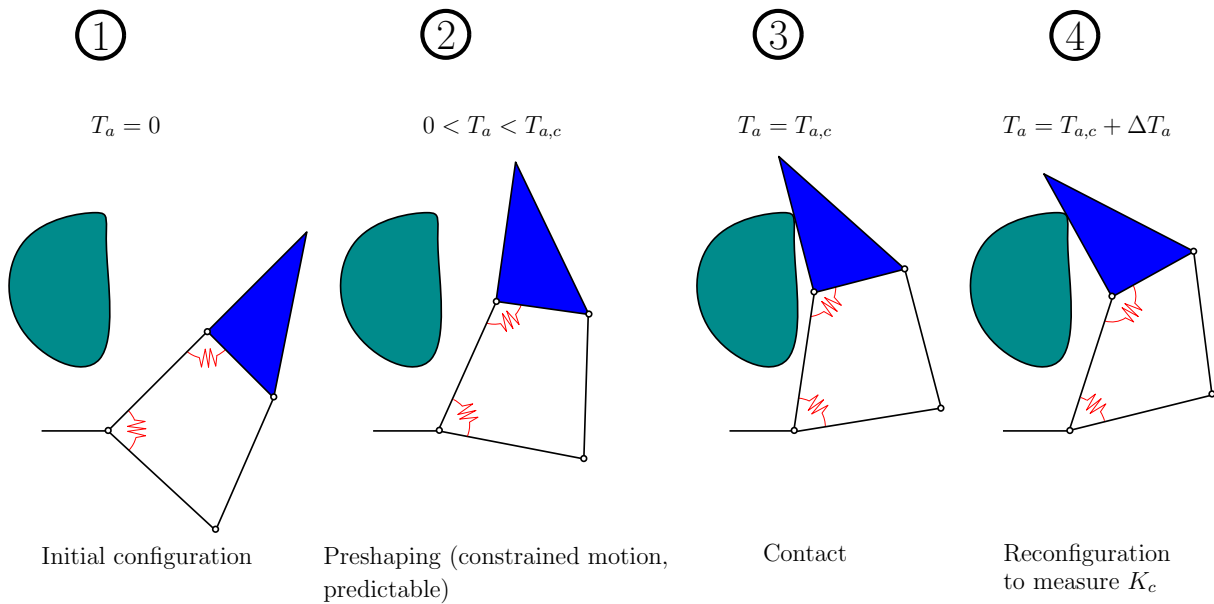 1
2
3
4
T_a = 0
0 < T_a < T_{a,c}
T_a = T_{a,c}
T_a = T_{a,c} + ΔT_a
Initial configuration
Preshaping (constrained motion,
predictable)
Contact
Reconfiguration
to measure K_c